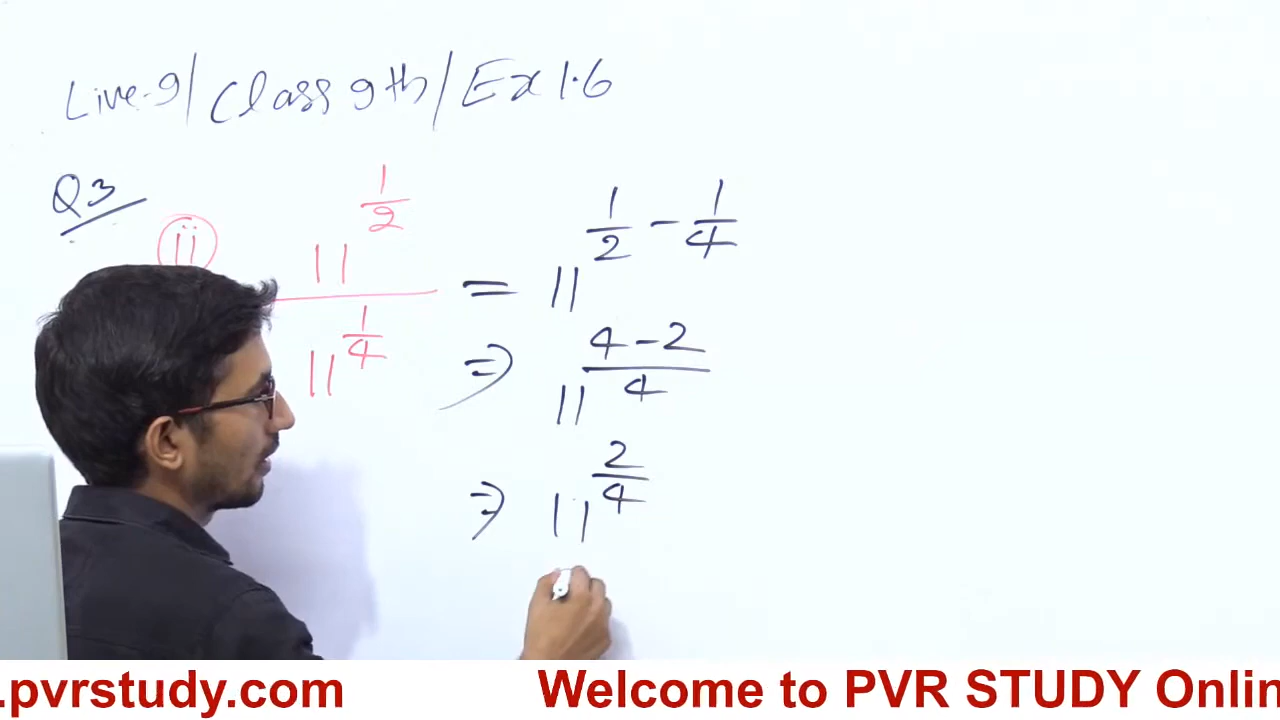 Live-9/Class 9th/Ex 1.6
Q3
(ii) 11^(1/2) / 11^(1/4) = 11^(1/2 - 1/4)
⇒ 11^((4-2)/4)
⇒ 11^(2/4)
.pvrstudy.com Welcome to PVR STUDY Onlin